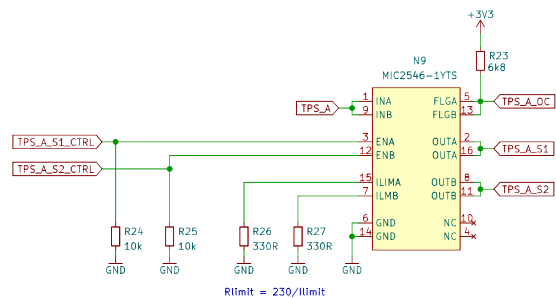 +3V3
R23
6k8
N9
MIC2546-1YTS
TPS_A
1 INA FLGA 5
9 INB FLGB 13
TPS_A_OC
TPS_A_S1_CTRL
3 ENA OUTA 2
12 ENB OUTA 16
TPS_A_S1
TPS_A_S2_CTRL
15 ILIMA OUTB 8
7 ILMB OUTB 11
TPS_A_S2
6 GND NC 10
14 GND NC 4
R24
10k
R25
10k
R26
330R
R27
330R
GND
GND
GND
GND
GND
Rlimit = 230/Ilimit